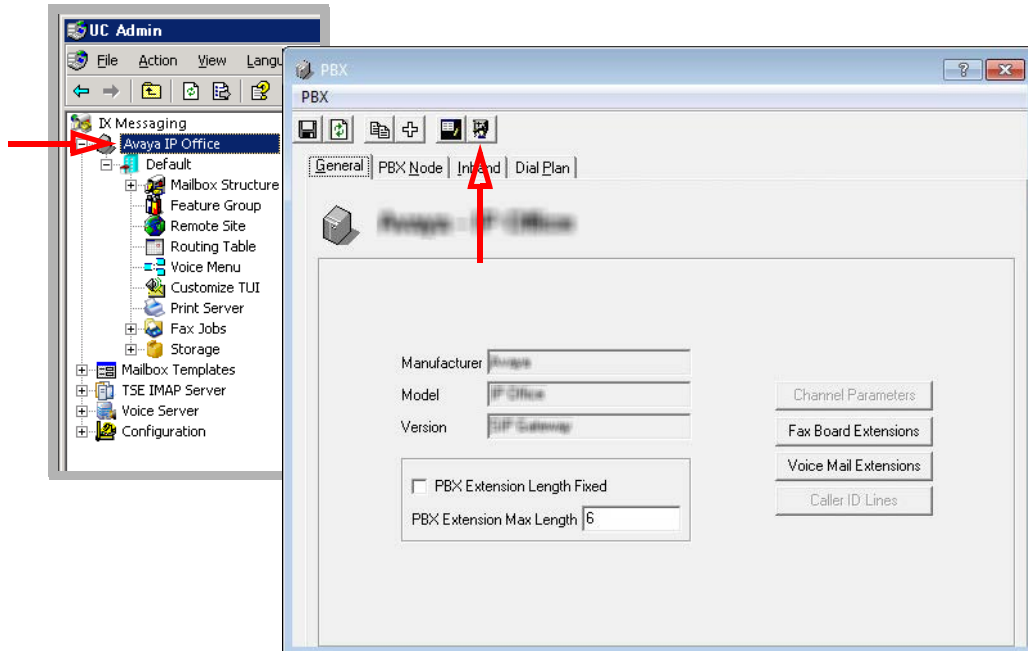 UC Admin
File Action View Langu
IX Messaging
Avaya IP Office
Default
Mailbox Structure
Feature Group
Remote Site
Routing Table
Voice Menu
Customize TUI
Print Server
Fax Jobs
Storage
Mailbox Templates
TSE IMAP Server
Voice Server
Configuration
PBX
PBX
General PBX Node Inbend Dial Plan
Manufacturer
Model
Version
PBX Extension Length Fixed
PBX Extension Max Length 6
Channel Parameters
Fax Board Extensions
Voice Mail Extensions
Caller ID Lines